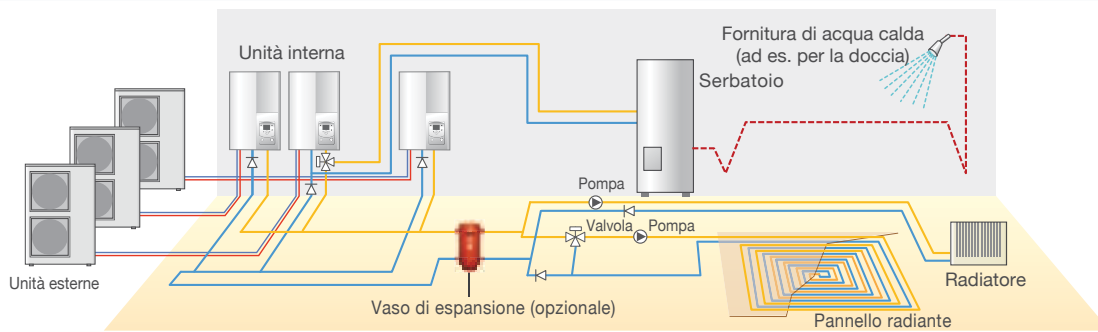 Unità interna
Fornitura di acqua calda
(ad es. per la doccia)
Serbatoio
Pompa
Valvola
Pompa
Unità esterne
Vaso di espansione (opzionale)
Radiatore
Pannello radiante